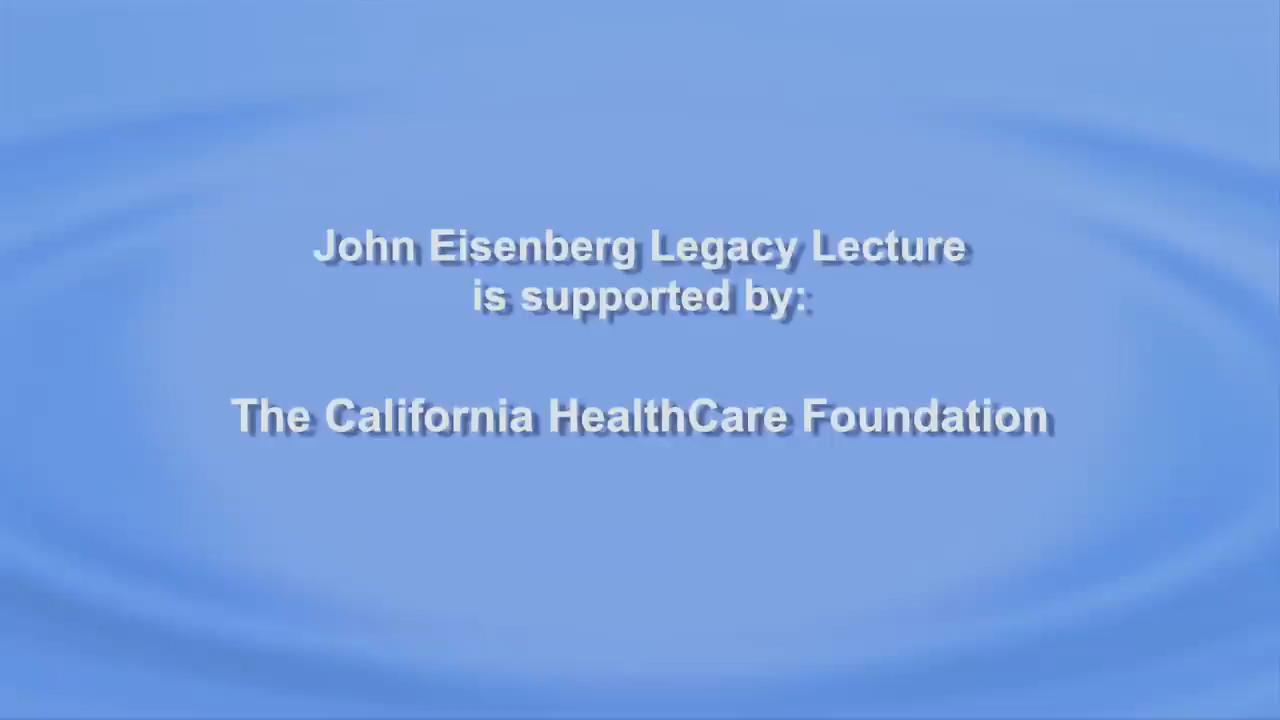 John Eisenberg Legacy Lecture
is supported by:
The California HealthCare Foundation